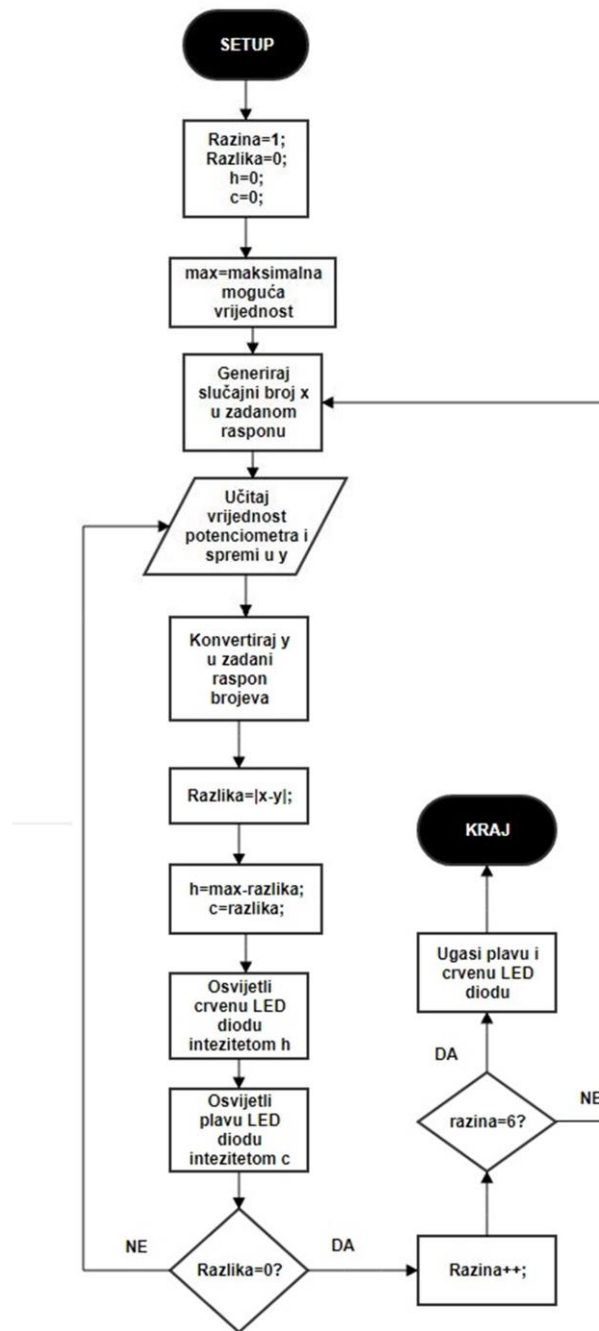 SETUP
Razina=1;
Razlika=0;
h=0;
c=0;
max=maksimalna
moguća
vrijednost
Generiraj
slučajni broj x
u zadanom
rasponu
Učitaj
vrijednost
potenciometra i
spremi u y
Konvertiraj y
u zadani
raspon
brojeva
Razlika=|x-y|;
h=max-razlika;
c=razlika;
Osvijetli
crvenu LED
diodu
intezitetom h
Osvijetli
plavu LED
diodu
intezitetom c
Razlika=0?
NE
DA
Razina++;
razina=6?
DA
NE
Ugasi plavu i
crvenu LED
diodu
KRAJ